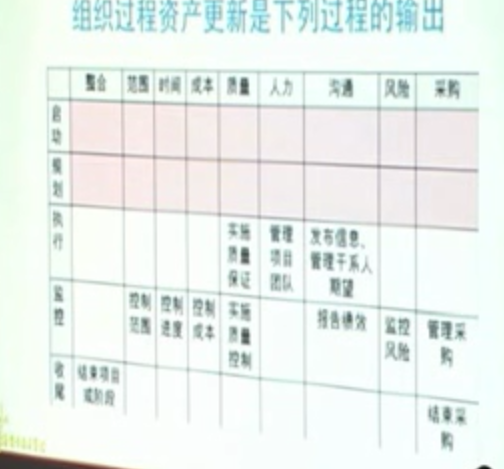 组织过程资产更新是下列过程的输出
整合 范围 时间 成本 质量 人力 沟通 风险 采购
启动
规划
执行 实施质量保证 管理项目团队 发布信息、管理干系人期望
监控 控制范围 控制进度 控制成本 实施质量控制 报告绩效 监控风险 管理采购
收尾 结束项目或阶段 结束采购